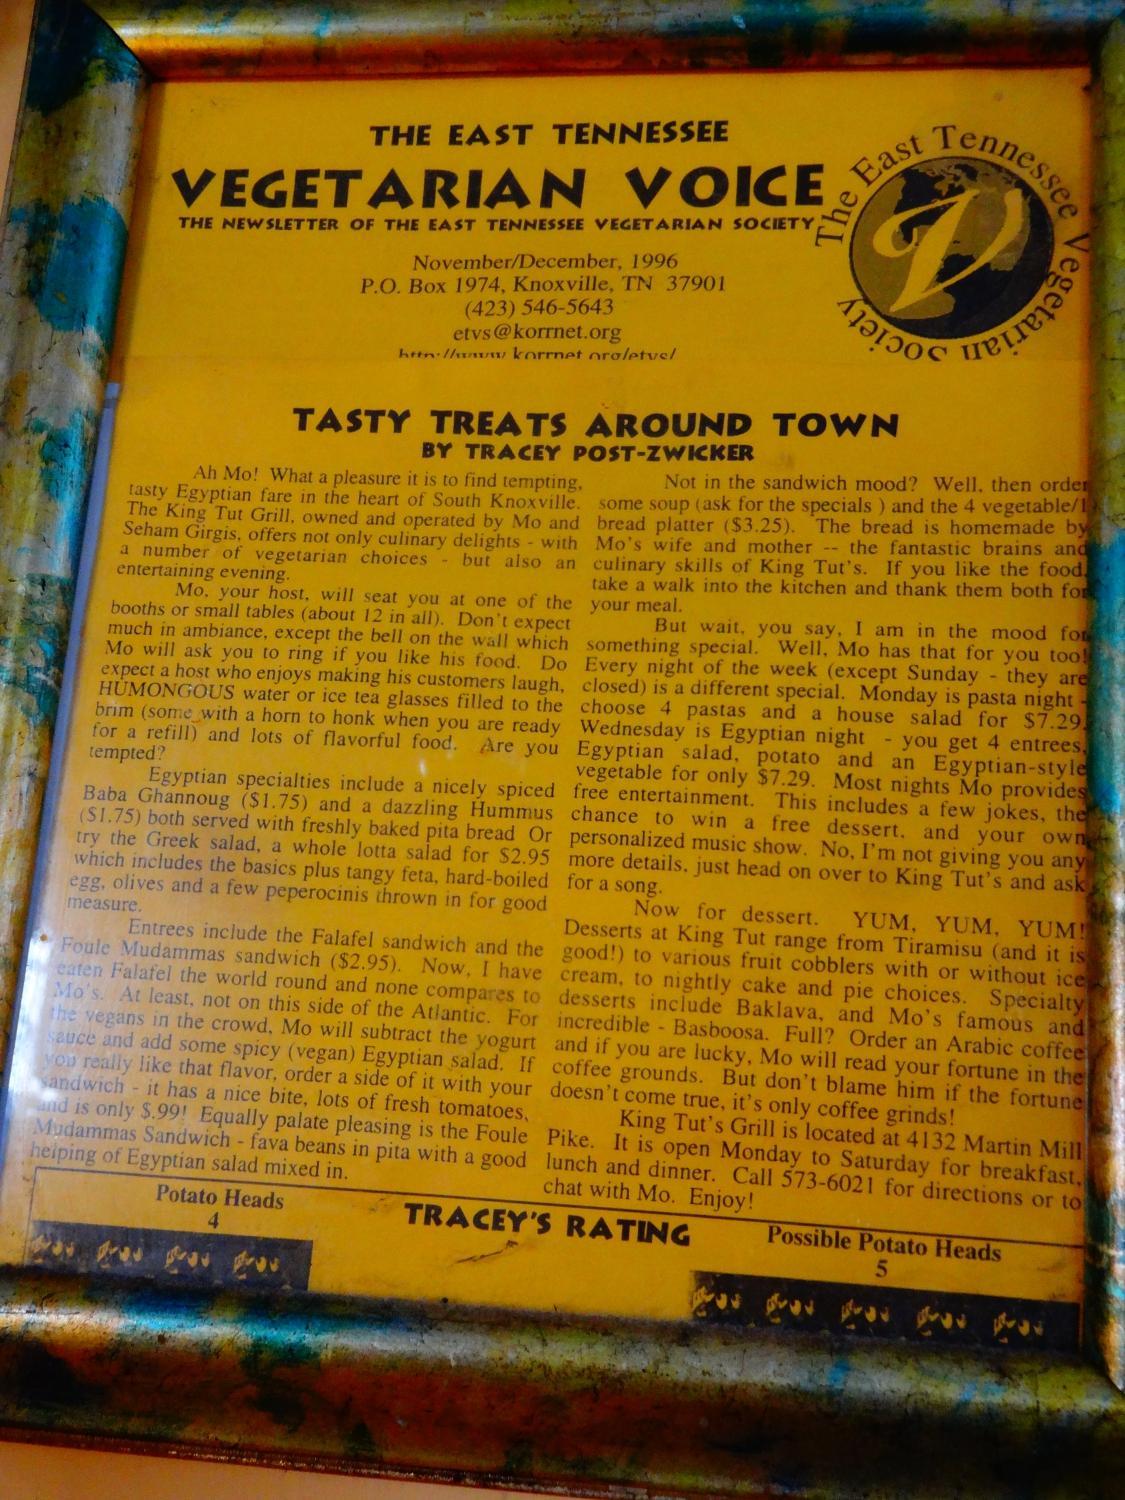 THE EAST TENNESSEE
VEGETARIAN VOICE
THE NEWSLETTER OF THE EAST TENNESSEE VEGETARIAN SOCIETY
The East Tennessee Vegetarian Society
V
November/December, 1996
P.O. Box 1974, Knoxville, TN 37901
(423) 546-5643
etvs@korrnet.org
http://www.korrnet.org/etvs/
TASTY TREATS AROUND TOWN
BY TRACEY POST-ZWICKER
Ah Mo! What a pleasure it is to find tempting,
tasty Egyptian fare in the heart of South Knoxville.
The King Tut Grill, owned and operated by Mo and
Seham Girgis, offers not only culinary delights - with
a number of vegetarian choices - but also an
entertaining evening.
Mo, your host, will seat you at one of the
booths or small tables (about 12 in all). Don't expect
much in ambiance, except the bell on the wall which
Mo will ask you to ring if you like his food. Do
expect a host who enjoys making his customers laugh,
HUMONGOUS water or ice tea glasses filled to the
brim (some with a horn to honk when you are ready
for a refill) and lots of flavorful food. Are you
tempted?
Egyptian specialties include a nicely spiced
Baba Ghannoug ($1.75) and a dazzling Hummus
($1.75) both served with freshly baked pita bread Or
try the Greek salad, a whole lotta salad for $2.95
which includes the basics plus tangy feta, hard-boiled
egg, olives and a few peperocinis thrown in for good
measure.
Entrees include the Falafel sandwich and the
Foule Mudammas sandwich ($2.95). Now, I have
eaten Falafel the world round and none compares to
Mo's. At least, not on this side of the Atlantic. For
the vegans in the crowd, Mo will subtract the yogurt
sauce and add some spicy (vegan) Egyptian salad. If
you really like that flavor, order a side of it with your
sandwich - it has a nice bite, lots of fresh tomatoes,
and is only $.99! Equally palate pleasing is the Foule
Mudammas Sandwich - fava beans in pita with a good
helping of Egyptian salad mixed in.
Not in the sandwich mood? Well, then order
some soup (ask for the specials ) and the 4 vegetable/1
bread platter ($3.25). The bread is homemade by
Mo's wife and mother -- the fantastic brains and
culinary skills of King Tut's. If you like the food,
take a walk into the kitchen and thank them both for
your meal.
But wait, you say, I am in the mood for
something special. Well, Mo has that for you too!
Every night of the week (except Sunday - they are
closed) is a different special. Monday is pasta night -
choose 4 pastas and a house salad for $7.29.
Wednesday is Egyptian night - you get 4 entrees,
Egyptian salad, potato and an Egyptian-style
vegetable for only $7.29. Most nights Mo provides
free entertainment. This includes a few jokes, the
chance to win a free dessert, and your own
personalized music show. No, I'm not giving you any
more details, just head on over to King Tut's and ask
for a song.
Now for dessert. YUM, YUM, YUM!
Desserts at King Tut range from Tiramisu (and it is
good!) to various fruit cobblers with or without ice
cream, to nightly cake and pie choices. Specialty
desserts include Baklava, and Mo's famous and
incredible - Basboosa. Full? Order an Arabic coffee
and if you are lucky, Mo will read your fortune in the
coffee grounds. But don't blame him if the fortune
doesn't come true, it's only coffee grinds!
King Tut's Grill is located at 4132 Martin Mill
Pike. It is open Monday to Saturday for breakfast,
lunch and dinner. Call 573-6021 for directions or to
chat with Mo. Enjoy!
Potato Heads
4
TRACEY'S RATING
Possible Potato Heads
5